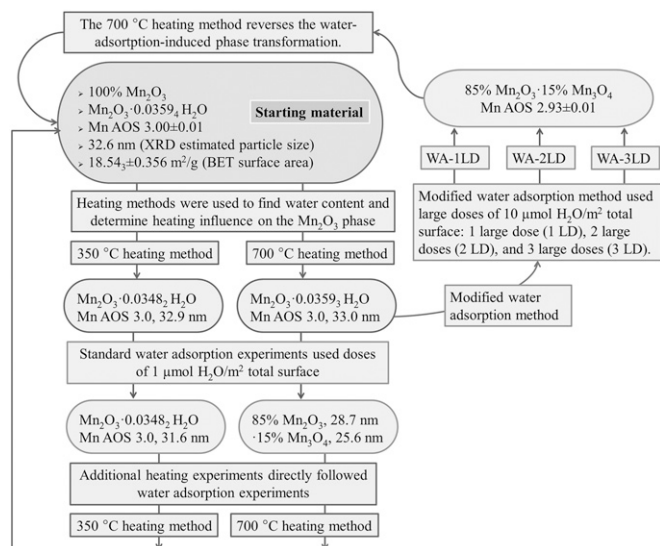 The 700 °C heating method reverses the water-
adsortption-induced phase transformation.
➢ 100% Mn₂O₃
➢ Mn₂O₃·0.0359₄ H₂O
➢ Mn AOS 3.00±0.01
➢ 32.6 nm (XRD estimated particle size)
➢ 18.54₃±0.356 m²/g (BET surface area)
Starting material
85% Mn₂O₃·15% Mn₃O₄
Mn AOS 2.93±0.01
WA-1LD
WA-2LD
WA-3LD
Modified water adsorption method used
large doses of 10 μmol H₂O/m² total
surface: 1 large dose (1 LD), 2 large
doses (2 LD), and 3 large doses (3 LD).
Heating methods were used to find water content and
determine heating influence on the Mn₂O₃ phase
350 °C heating method
700 °C heating method
Mn₂O₃·0.0348₂ H₂O
Mn AOS 3.0, 32.9 nm
Mn₂O₃·0.0359₃ H₂O
Mn AOS 3.0, 33.0 nm
Modified water
adsorption method
Standard water adsorption experiments used doses
of 1 μmol H₂O/m² total surface
Mn₂O₃·0.0348₂ H₂O
Mn AOS 3.0, 31.6 nm
85% Mn₂O₃, 28.7 nm
·15% Mn₃O₄, 25.6 nm
Additional heating experiments directly followed
water adsorption experiments
350 °C heating method
700 °C heating method